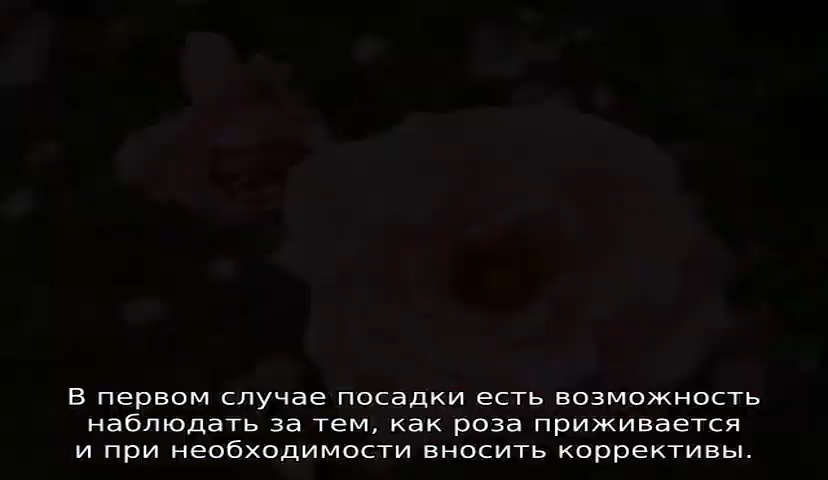 В первом случае посадки есть возможность
наблюдать за тем, как роза приживается
и при необходимости вносить коррективы.